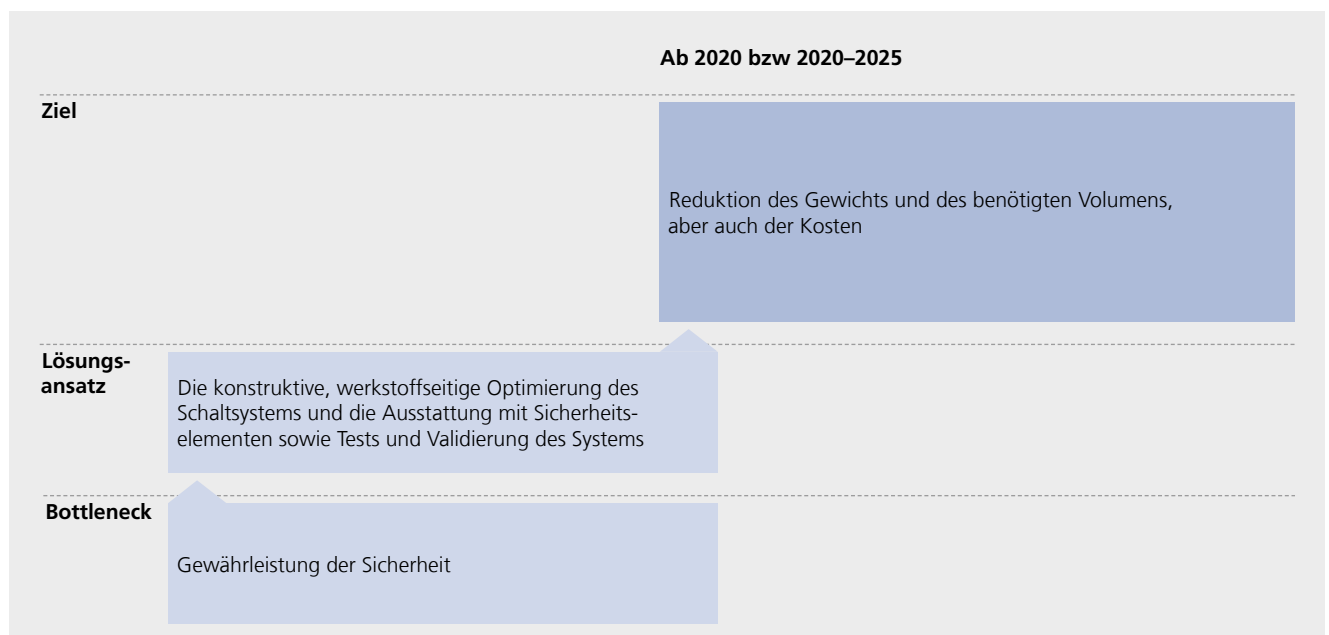 Ab 2020 bzw 2020–2025
Ziel
Reduktion des Gewichts und des benötigten Volumens,
aber auch der Kosten
Lösungs-
ansatz
Die konstruktive, werkstoffseitige Optimierung des
Schaltsystems und die Ausstattung mit Sicherheits-
elementen sowie Tests und Validierung des Systems
Bottleneck
Gewährleistung der Sicherheit